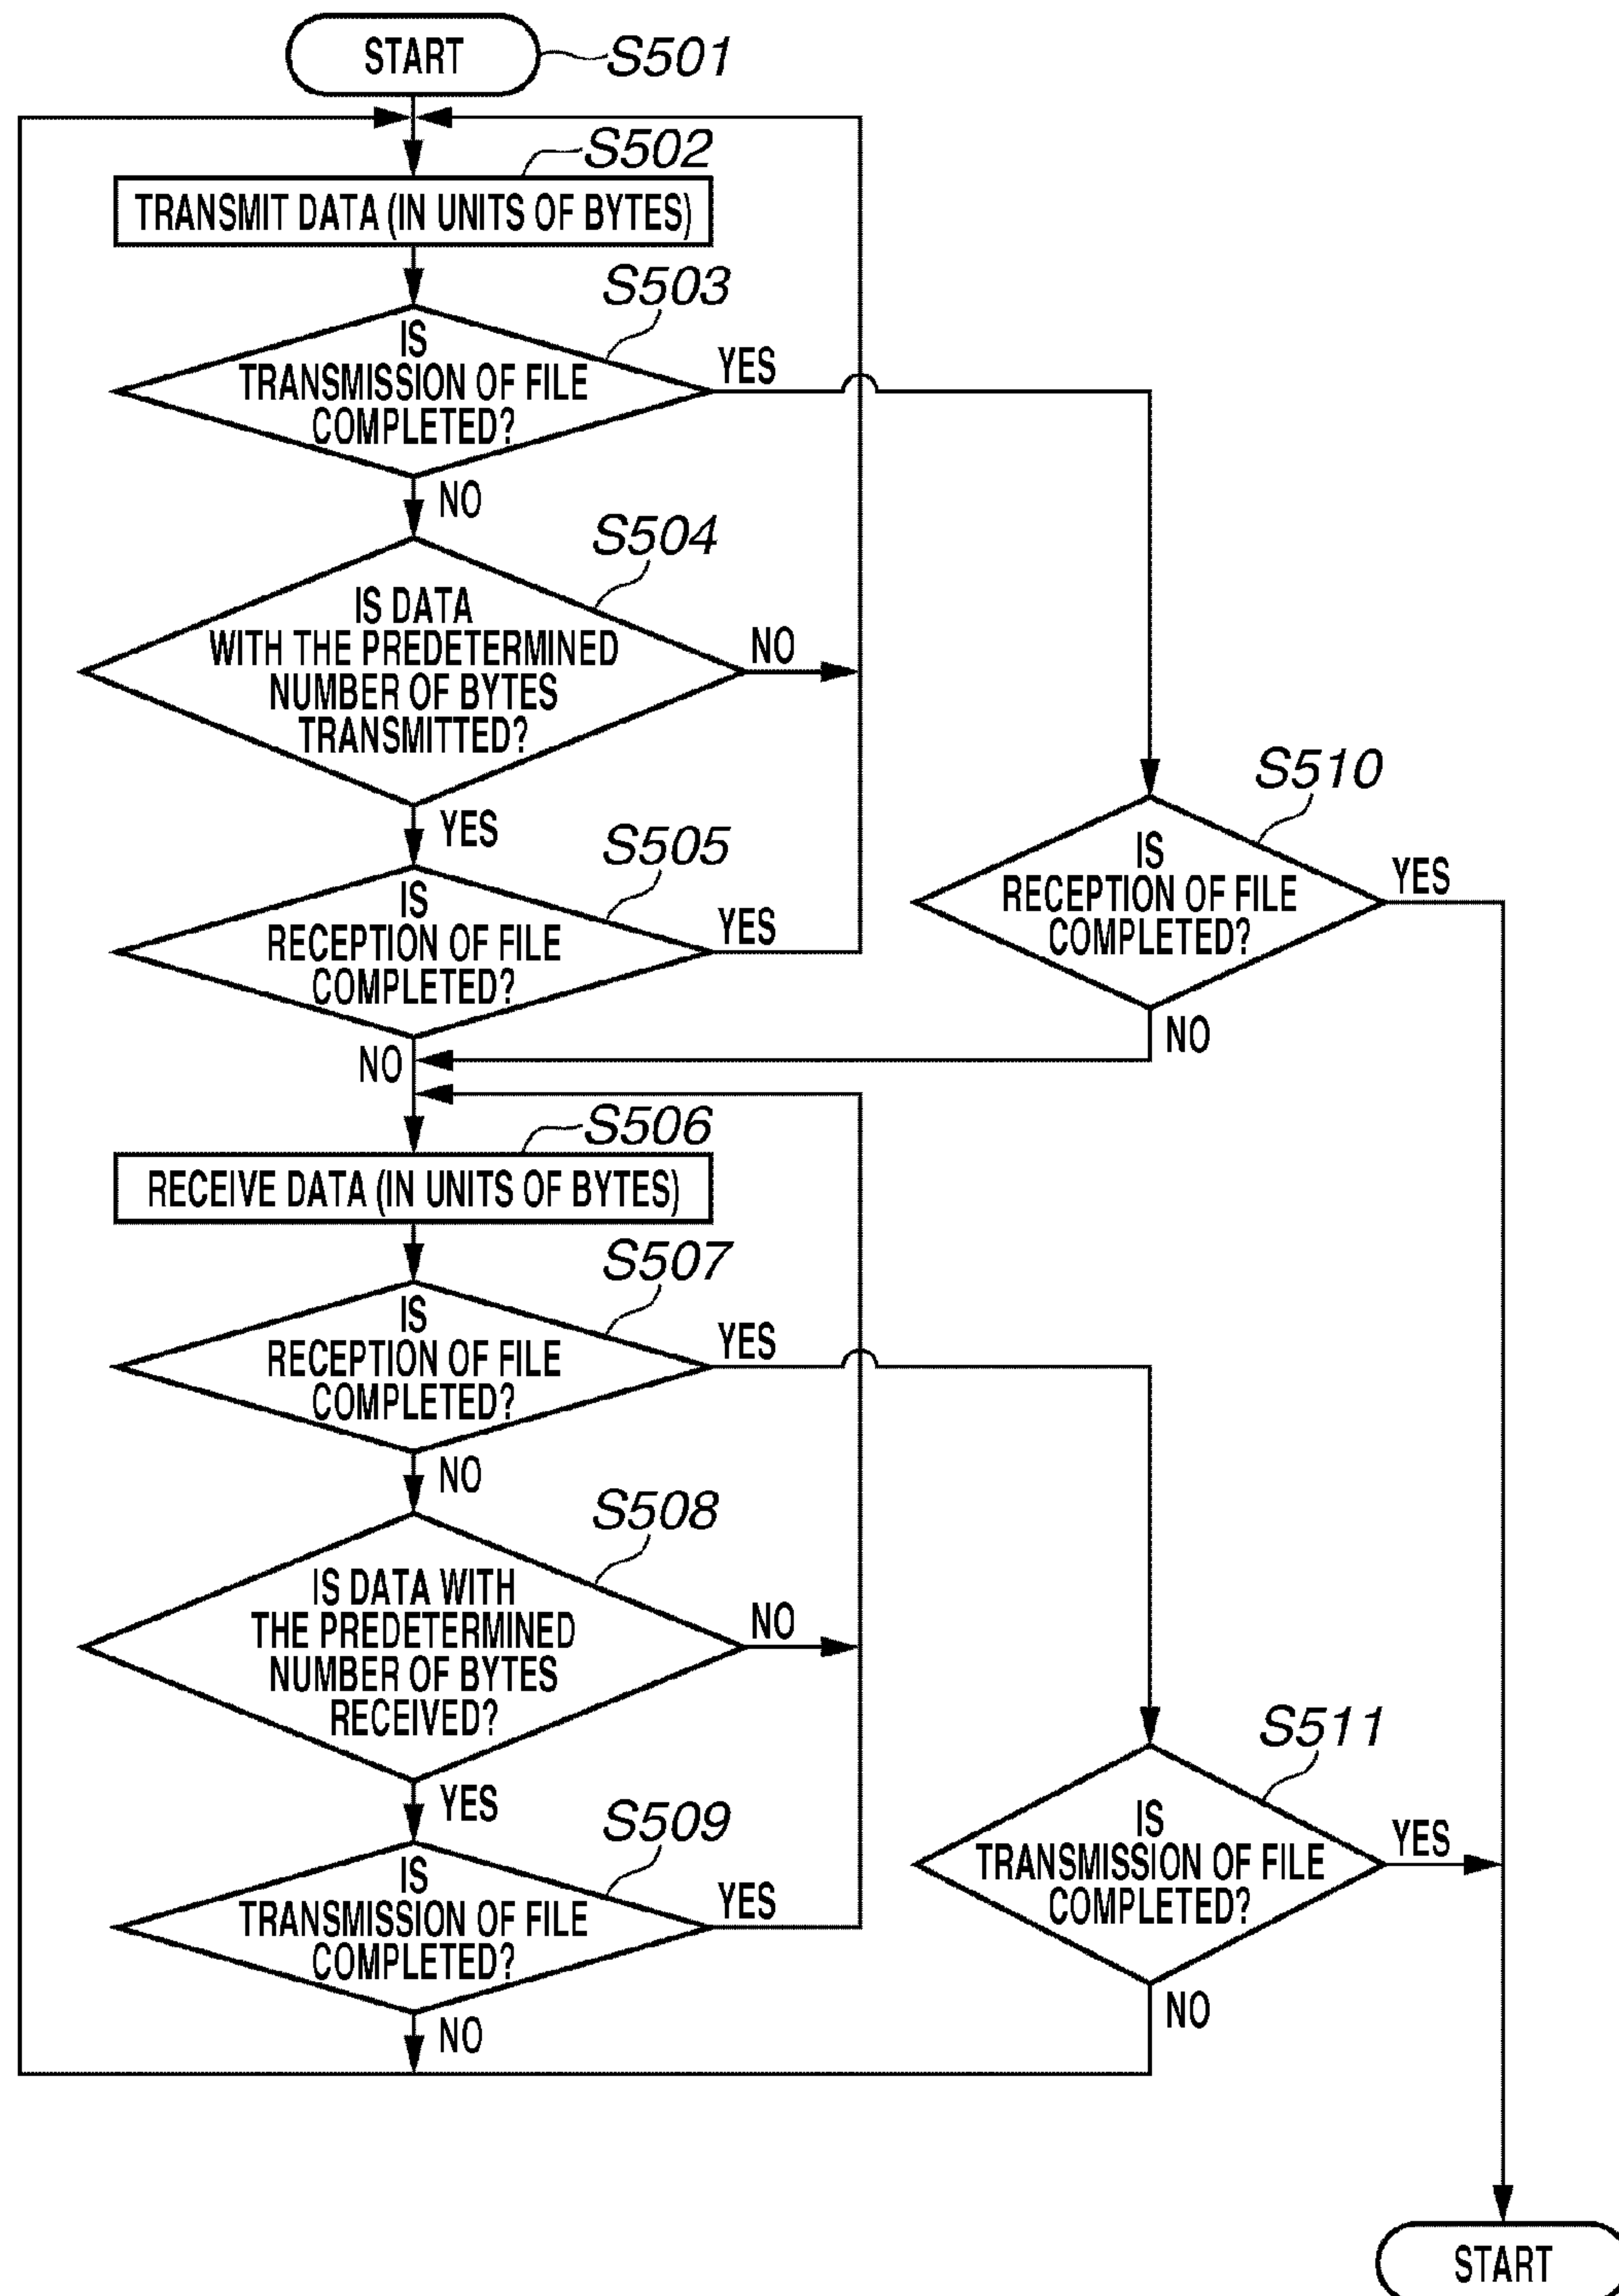 START
S501
S502
TRANSMIT DATA (IN UNITS OF BYTES)
S503
IS
TRANSMISSION OF FILE
COMPLETED?
YES
NO
S504
IS DATA
WITH THE PREDETERMINED
NUMBER OF BYTES
TRANSMITTED?
NO
YES
S505
IS
RECEPTION OF FILE
COMPLETED?
YES
NO
S510
IS
RECEPTION OF FILE
COMPLETED?
YES
NO
S506
RECEIVE DATA (IN UNITS OF BYTES)
S507
IS
RECEPTION OF FILE
COMPLETED?
YES
NO
S508
IS DATA WITH
THE PREDETERMINED
NUMBER OF BYTES
RECEIVED?
NO
YES
S509
IS
TRANSMISSION OF FILE
COMPLETED?
YES
NO
S511
IS
TRANSMISSION OF FILE
COMPLETED?
YES
NO
START